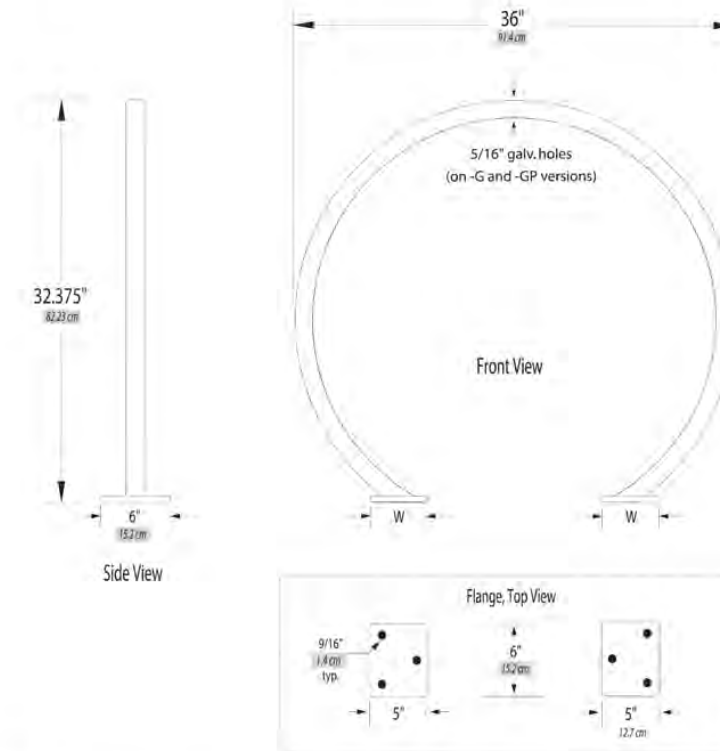 36"
91.4 cm
5/16" galv. holes
(on -G and -GP versions)
32.375"
82.23 cm
Front View
W
W
6"
15.2 cm
Side View
Flange, Top View
9/16"
1.4 cm
typ.
6"
15.2 cm
5"
5"
12.7 cm